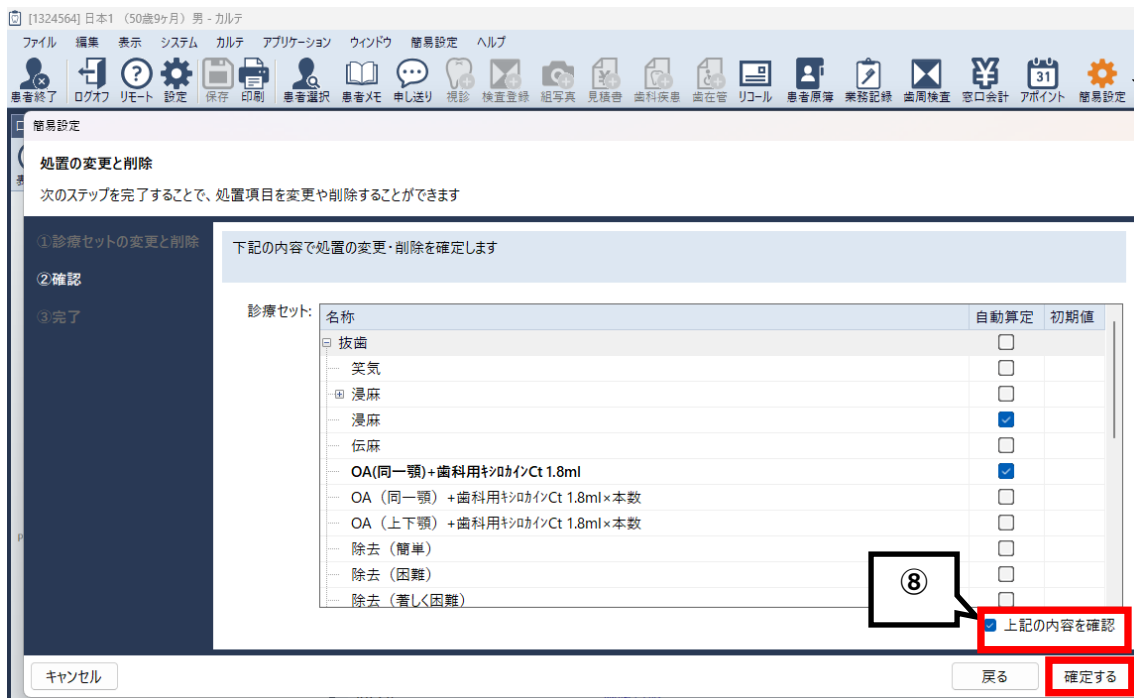 [1324564] 日本1 （50歳9ヶ月）男 - カルテ
ファイル 編集 表示 システム カルテ アプリケーション ウィンドウ 簡易設定 ヘルプ
患者終了 ログオフ リモート 設定 保存 印刷 患者選択 患者メモ 申し送り 視診 検査登録 組写真 見積書 歯科疾患 歯在管 リコール 患者原簿 業務記録 歯周検査 窓口会計 アポイント 簡易設定
簡易設定
処置の変更と削除
次のステップを完了することで、処置項目を変更や削除することができます
①診療セットの変更と削除
②確認
③完了
下記の内容で処置の変更・削除を確定します
診療セット:
名称 自動算定 初期値
抜歯
笑気
浸麻
浸麻
伝麻
OA(同一顎)+歯科用ｷｼﾛｶｲﾝCt 1.8ml
OA（同一顎）+歯科用ｷｼﾛｶｲﾝCt 1.8ml×本数
OA（上下顎）+歯科用ｷｼﾛｶｲﾝCt 1.8ml×本数
除去（簡単）
除去（困難）
除去（著しく困難）
⑧
上記の内容を確認
キャンセル 戻る 確定する